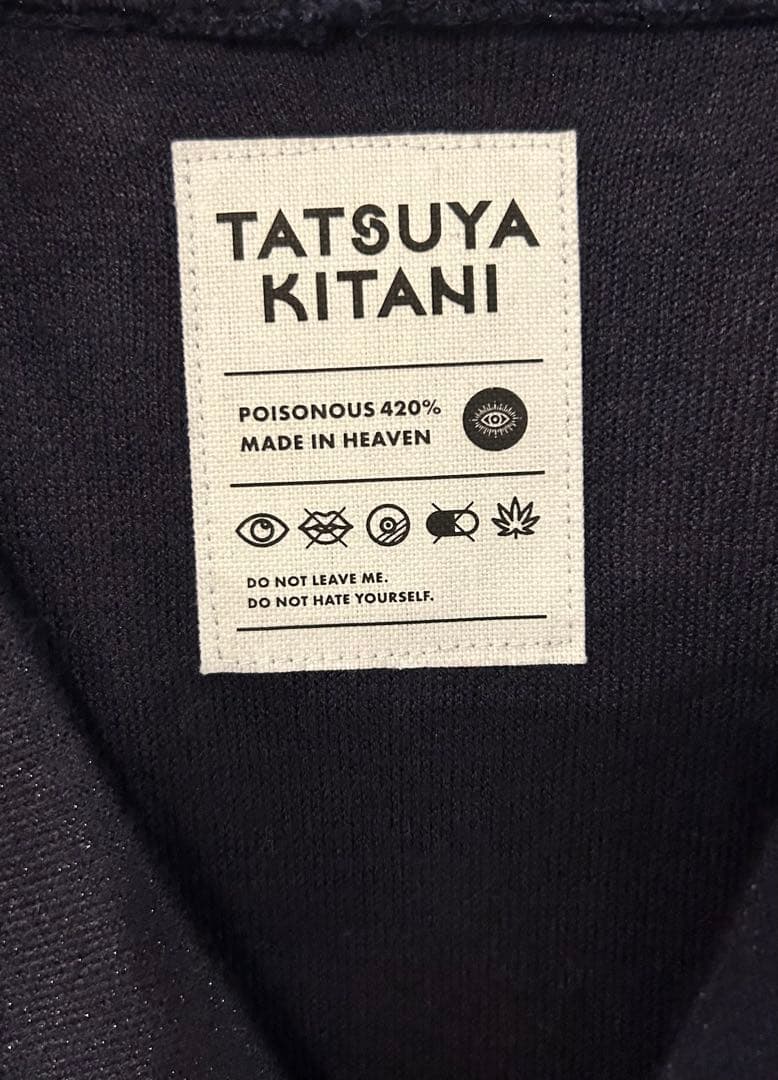 TATSUYA
KITANI
POISONOUS 420%
MADE IN HEAVEN
DO NOT LEAVE ME.
DO NOT HATE YOURSELF.